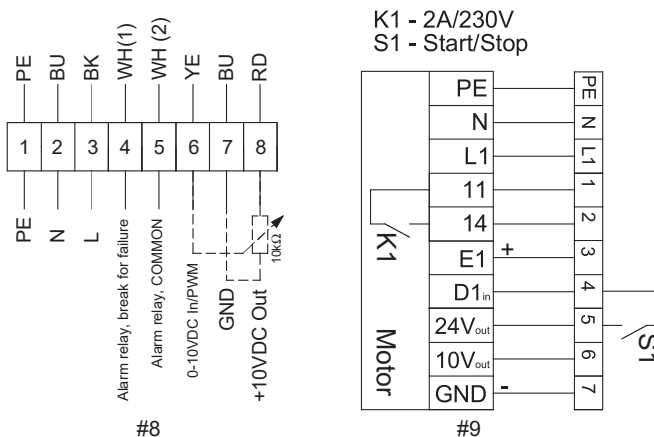 PE BU BK WH(1) WH (2) YE BU RD
1 2 3 4 5 6 7 8
PE
N
L
Alarm relay, break for failure
Alarm relay, COMMON
0-10VDC In/PWM
GND
+10VDC Out
10kΩ
#8
K1 - 2A/230V
S1 - Start/Stop
PE PE
N N
L1 L1
11 1
14 2
E1 + 3
D1in 4
24Vout 5
10Vout 6
GND - 7
K1
Motor
S1
#9